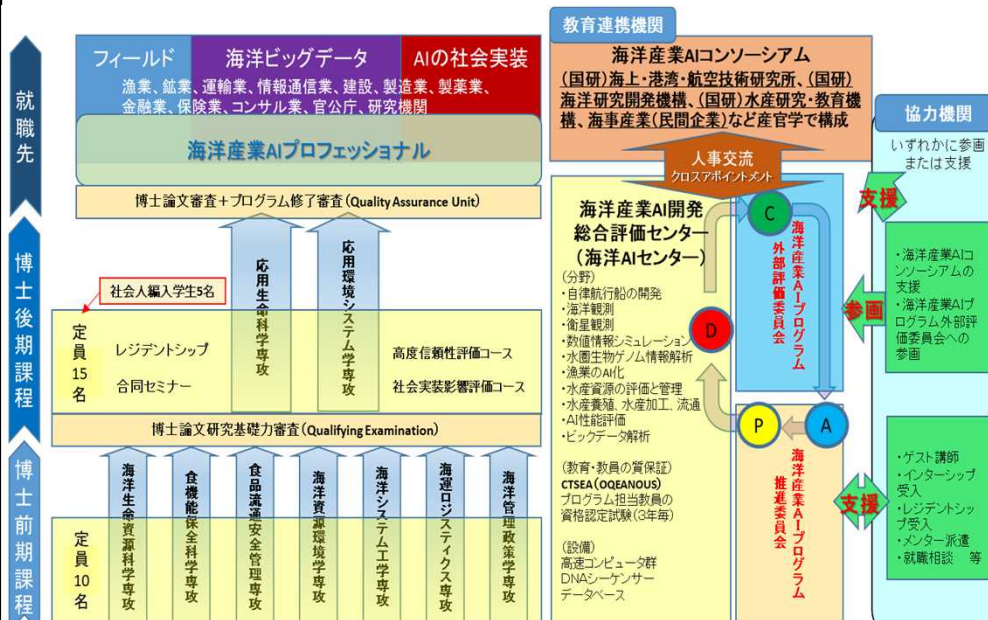 就職先
フィールド
海洋ビッグデータ
AIの社会実装
漁業、鉱業、運輸業、情報通信業、建設、製造業、製薬業、
金融業、保険業、コンサル業、官公庁、研究機関
海洋産業AIプロフェッショナル
博士論文審査＋プログラム修了審査(Quality Assurance Unit)
博士後期課程
社会人編入学生5名
定員15名
レジデントシップ
合同セミナー
応用生命科学専攻
応用環境システム学専攻
高度信頼性評価コース
社会実装影響評価コース
博士論文研究基礎力審査(Qualifying Examination)
博士前期課程
定員10名
海洋生命資源科学専攻
食機能保全科学専攻
食品流通安全管理専攻
海洋資源環境学専攻
海洋システム工学専攻
海運ロジスティクス専攻
海洋管理政策学専攻
教育連携機関
海洋産業AIコンソーシアム
(国研)海上・港湾・航空技術研究所、(国研)
海洋研究開発機構、(国研)水産研究・教育機
構、海事産業(民間企業)など産官学で構成
人事交流
クロスアポイントメント
海洋産業AI開発
総合評価センター
(海洋AIセンター)
(分野)
・自律航行船の開発
・海洋観測
・衛星観測
・数値情報シミュレーション
・水圏生物ゲノム情報解析
・漁業のAI化
・水産資源の評価と管理
・水産養殖、水産加工、流通
・AI性能評価
・ビックデータ解析
(教育・教員の質保証)
CTSEA(OQEANOUS)
プログラム担当教員の
資格認定試験(3年毎)
(設備)
高速コンピュータ群
DNAシーケンサー
データベース
C
D
P
A
海洋産業AIプログラム
外部評価委員会
海洋産業AIプログラム
推進委員会
協力機関
いずれかに参画
または支援
支援
・海洋産業AIコ
ンソーシアムの
支援
・海洋産業AIプ
ログラム外部評
価委員会への
参画
参画
支援
・ゲスト講師
・インターシップ
受入
・レジデントシッ
プ受入
・メンター派遣
・就職相談　等